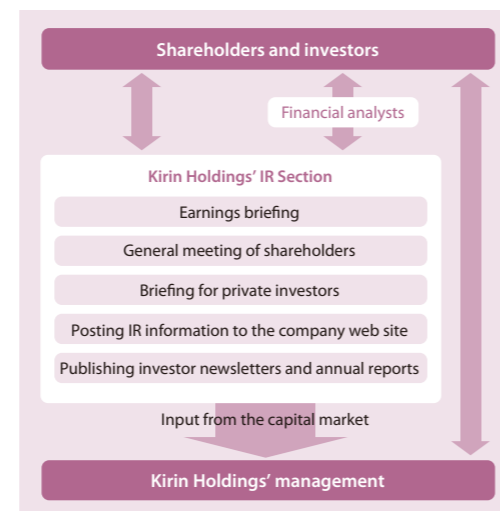 Shareholders and investors
Financial analysts
Kirin Holdings’ IR Section
Earnings briefing
General meeting of shareholders
Briefing for private investors
Posting IR information to the company web site
Publishing investor newsletters and annual reports
Input from the capital market
Kirin Holdings’ management